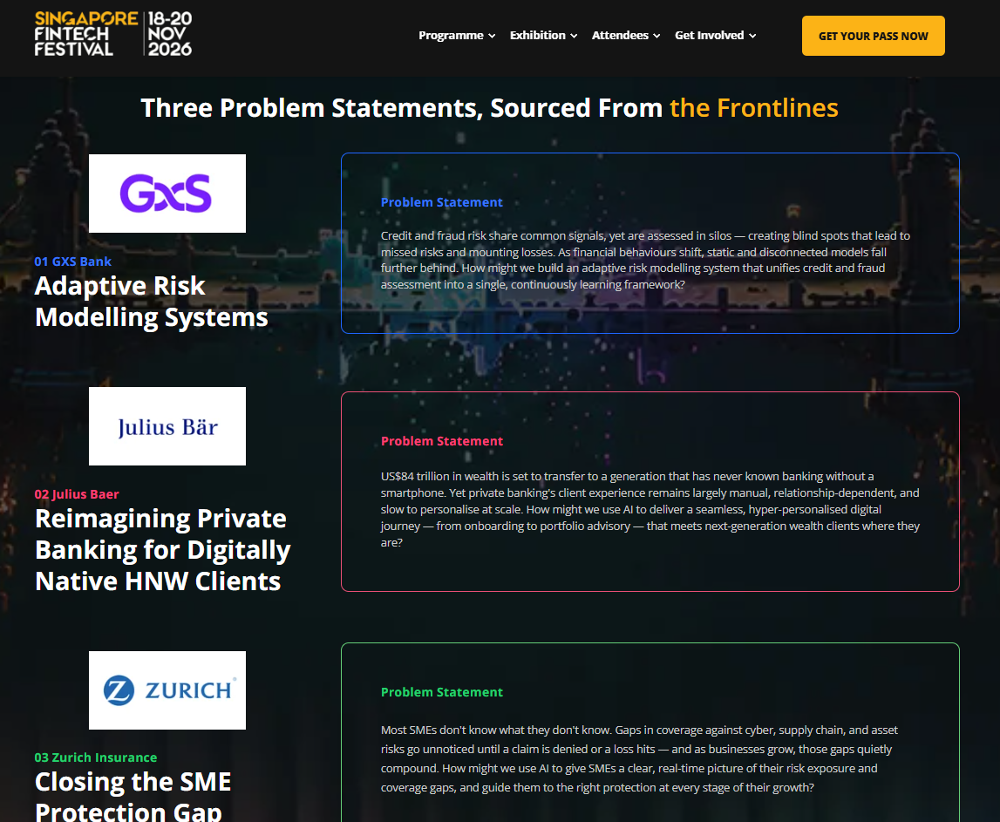 SINGAPORE
FINTECH
FESTIVAL
18-20
NOV
2026
Programme
Exhibition
Attendees
Get Involved
GET YOUR PASS NOW
Three Problem Statements, Sourced From the Frontlines
GXS
01 GXS Bank
Adaptive Risk
Modelling Systems
Problem Statement
Credit and fraud risk share common signals, yet are assessed in silos — creating blind spots that lead to
missed risks and mounting losses. As financial behaviours shift, static and disconnected models fall
further behind. How might we build an adaptive risk modelling system that unifies credit and fraud
assessment into a single, continuously learning framework?
Julius Bär
02 Julius Baer
Reimagining Private
Banking for Digitally
Native HNW Clients
Problem Statement
US$84 trillion in wealth is set to transfer to a generation that has never known banking without a
smartphone. Yet private banking's client experience remains largely manual, relationship-dependent, and
slow to personalise at scale. How might we use AI to deliver a seamless, hyper-personalised digital
journey — from onboarding to portfolio advisory — that meets next-generation wealth clients where they
are?
Z ZURICH
03 Zurich Insurance
Closing the SME
Protection Gap
Problem Statement
Most SMEs don't know what they don't know. Gaps in coverage against cyber, supply chain, and asset
risks go unnoticed until a claim is denied or a loss hits — and as businesses grow, those gaps quietly
compound. How might we use AI to give SMEs a clear, real-time picture of their risk exposure and
coverage gaps, and guide them to the right protection at every stage of their growth?